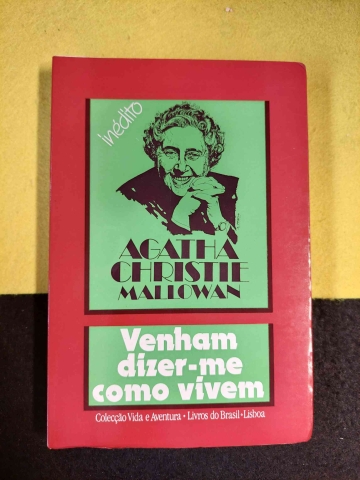 inédito
AGATHA
CHRISTIE
MALLOWAN
Venham
dizer-me
como vivem
Colecção Vida e Aventura • Livros do Brasil • Lisboa